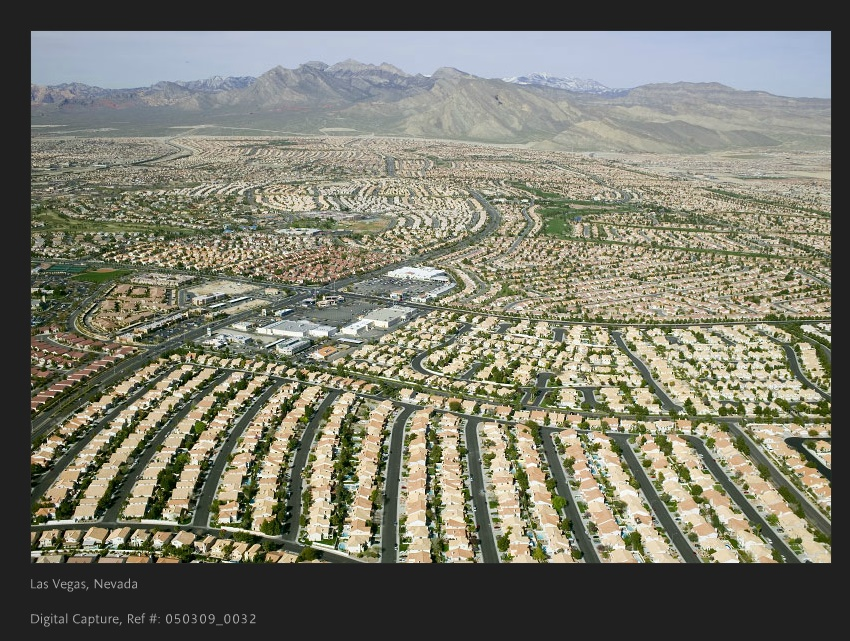 Las Vegas, Nevada
Digital Capture, Ref #: 050309_0032